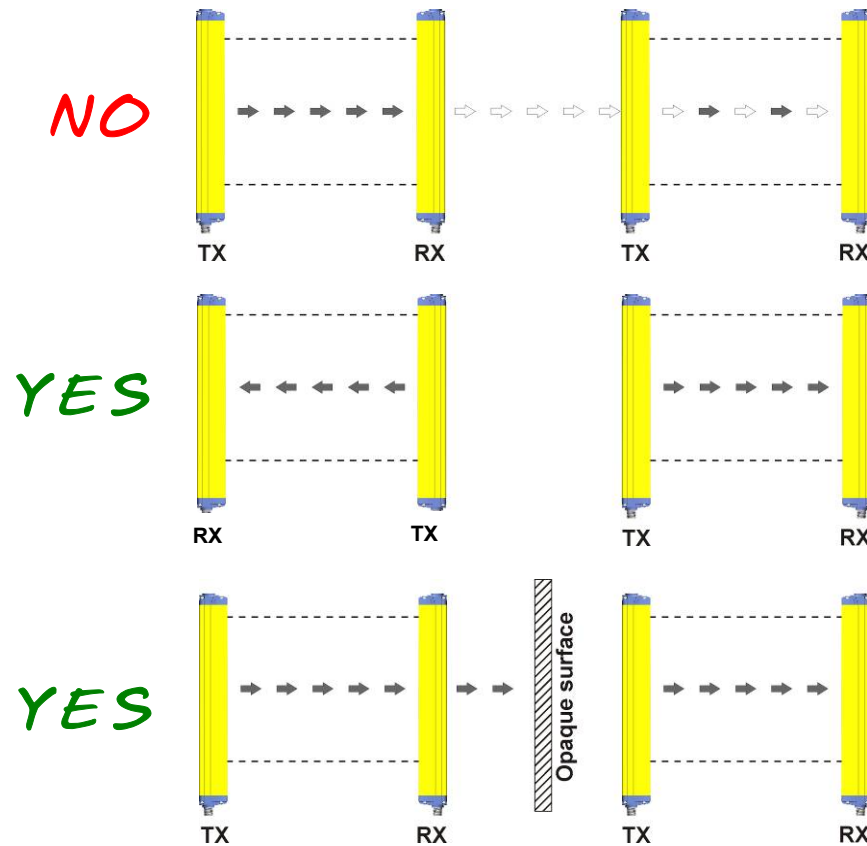 NO
TX RX TX RX
YES
RX TX TX RX
YES
Opaque surface
TX RX TX RX